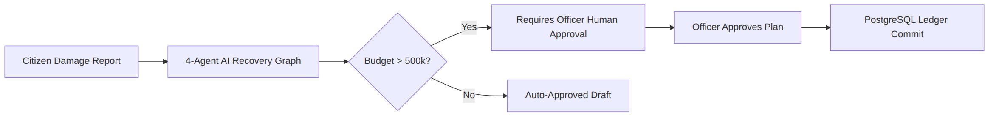 Citizen Damage Report
4-Agent AI Recovery Graph
Budget > 500k?
Yes
Requires Officer Human
Approval
Officer Approves Plan
PostgreSQL Ledger
Commit
No
Auto-Approved Draft